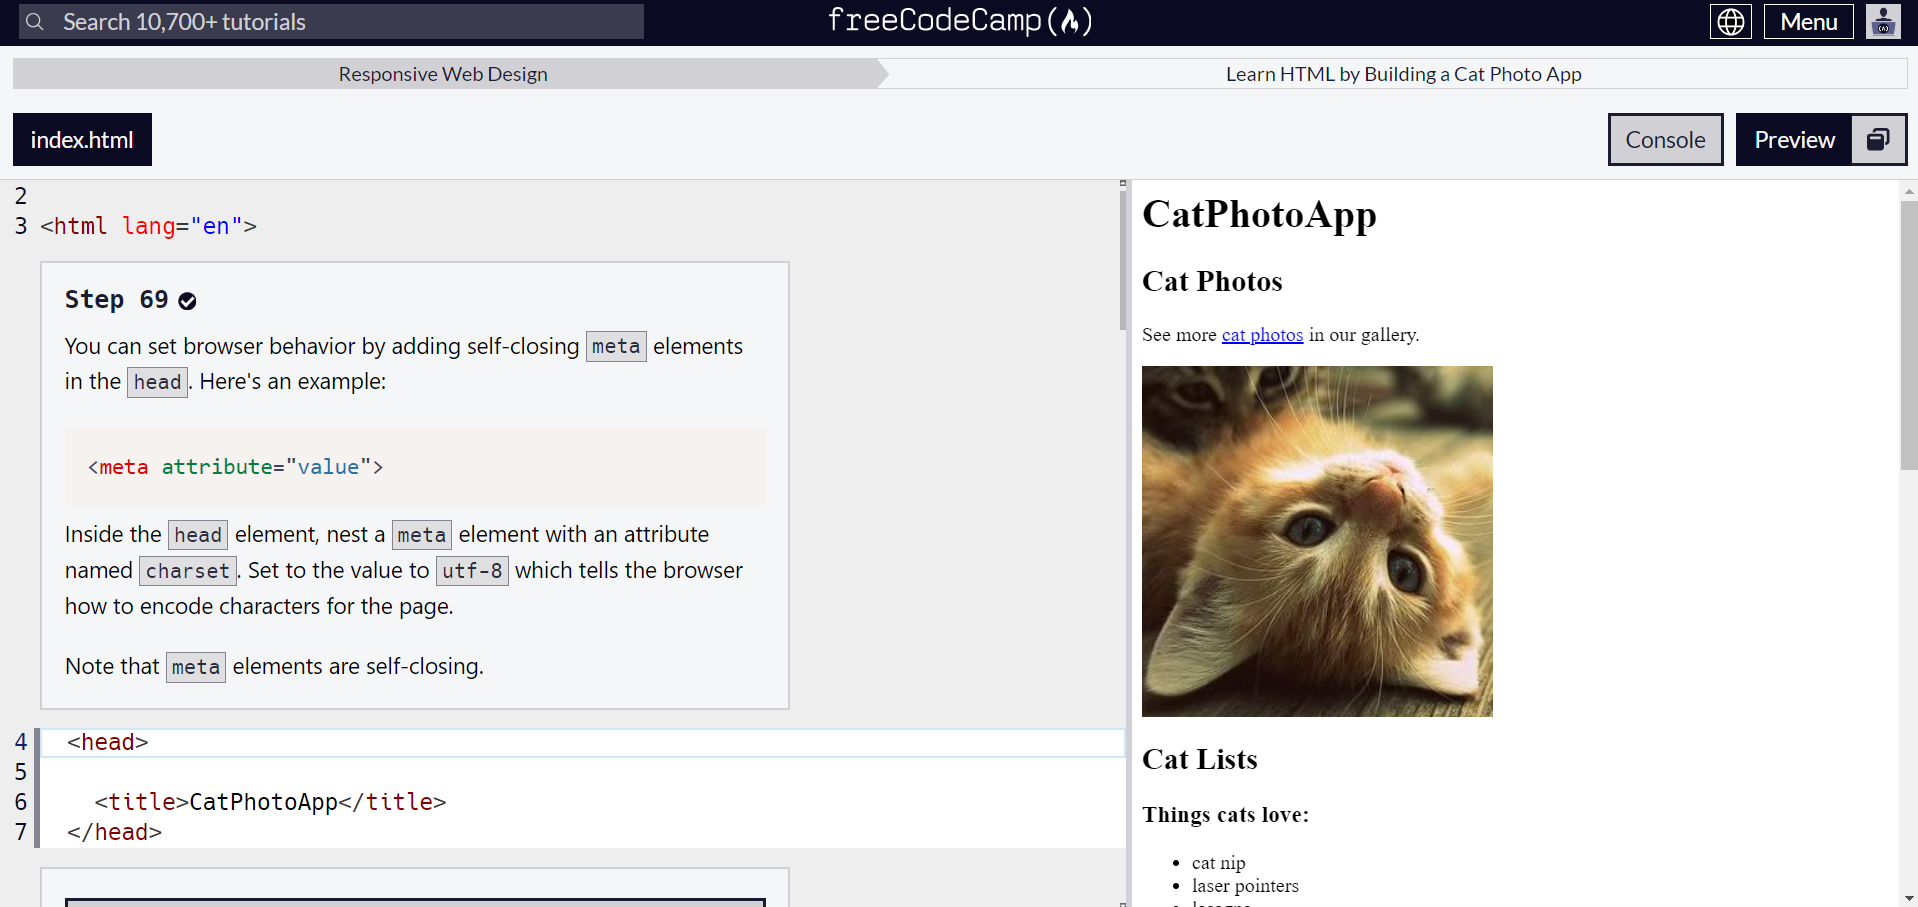 Search 10,700+ tutorials
freeCodeCamp
Menu
Responsive Web Design
Learn HTML by Building a Cat Photo App
index.html
Console
Preview
2
3 <html lang="en">
Step 69
You can set browser behavior by adding self-closing meta elements
in the head. Here's an example:
<meta attribute="value">
Inside the head element, nest a meta element with an attribute
named charset. Set to the value to utf-8 which tells the browser
how to encode characters for the page.
Note that meta elements are self-closing.
4 <head>
5
6 <title>CatPhotoApp</title>
7 </head>
CatPhotoApp
Cat Photos
See more cat photos in our gallery.
Cat Lists
Things cats love:
cat nip
laser pointers